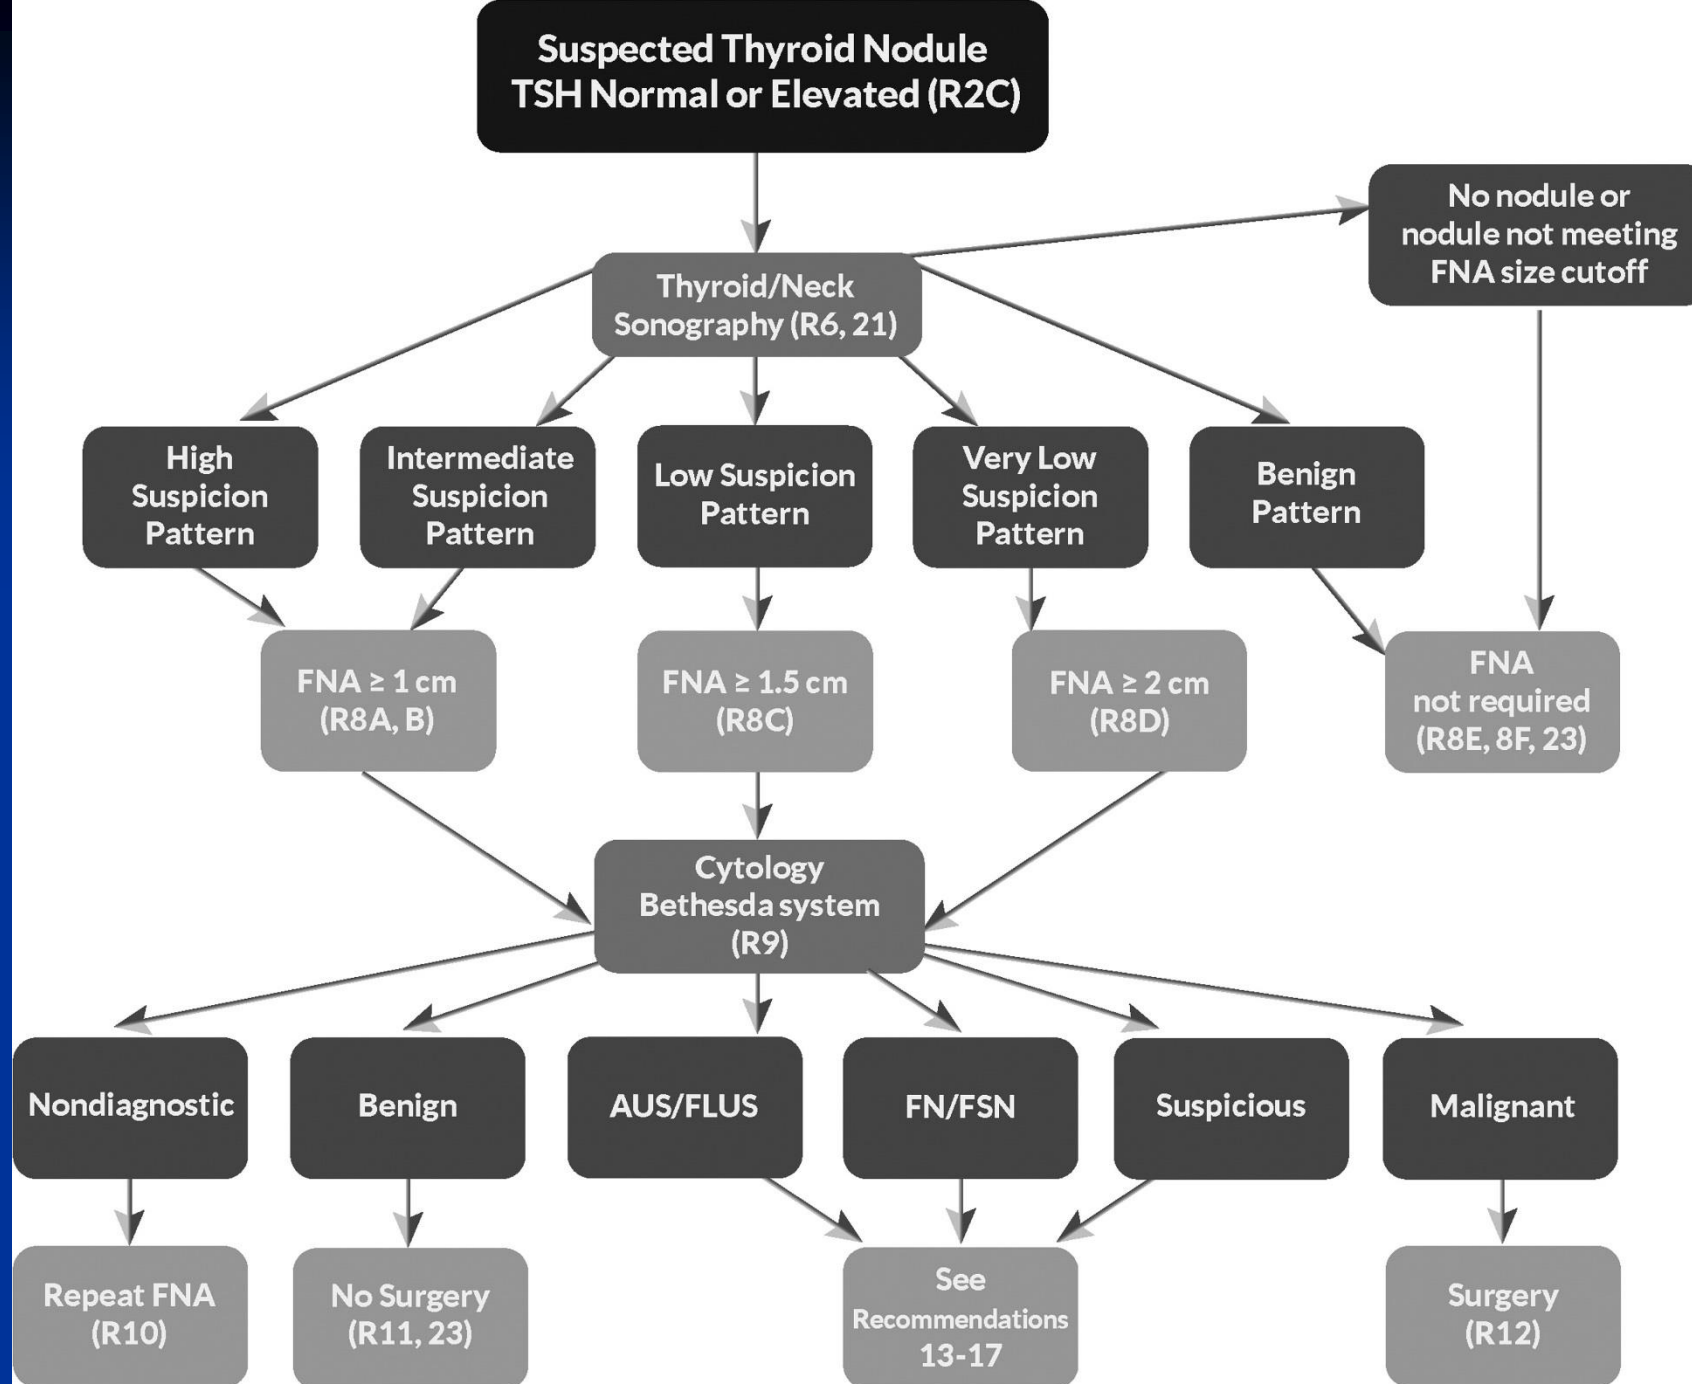 Suspected Thyroid Nodule
TSH Normal or Elevated (R2C)
No nodule or
nodule not meeting
FNA size cutoff
Thyroid/Neck
Sonography (R6, 21)
High
Suspicion
Pattern
Intermediate
Suspicion
Pattern
Low Suspicion
Pattern
Very Low
Suspicion
Pattern
Benign
Pattern
FNA ≥ 1 cm
(R8A, B)
FNA ≥ 1.5 cm
(R8C)
FNA ≥ 2 cm
(R8D)
FNA
not required
(R8E, 8F, 23)
Cytology
Bethesda system
(R9)
Nondiagnostic
Benign
AUS/FLUS
FN/FSN
Suspicious
Malignant
Repeat FNA
(R10)
No Surgery
(R11, 23)
See
Recommendations
13-17
Surgery
(R12)